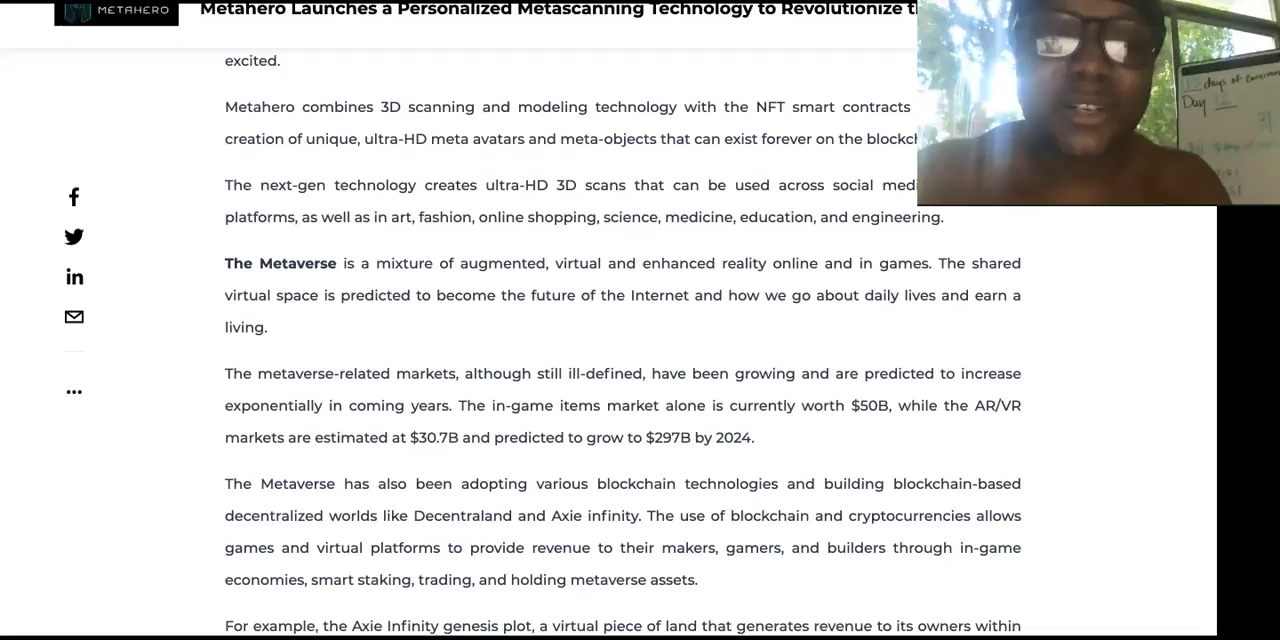 METAHERO
Metahero Launches a Personalized Metascanning Technology to Revolutionize
excited.
Metahero combines 3D scanning and modeling technology with the NFT smart contracts
creation of unique, ultra-HD meta avatars and meta-objects that can exist forever on the
The next-gen technology creates ultra-HD 3D scans that can be used across social
platforms, as well as in art, fashion, online shopping, science, medicine, education, and engineering.
The Metaverse is a mixture of augmented, virtual and enhanced reality online and in games. The shared
virtual space is predicted to become the future of the Internet and how we go about daily lives and earn a
living.
The metaverse-related markets, although still ill-defined, have been growing and are predicted to increase
exponentially in coming years. The in-game items market alone is currently worth $50B, while the AR/VR
markets are estimated at $30.7B and predicted to grow to $297B by 2024.
The Metaverse has also been adopting various blockchain technologies and building blockchain-based
decentralized worlds like Decentraland and Axie infinity. The use of blockchain and cryptocurrencies allows
games and virtual platforms to provide revenue to their makers, gamers, and builders through in-game
economies, smart staking, trading, and holding metaverse assets.
For example, the Axie Infinity genesis plot, a virtual piece of land that generates revenue to its owners within
days of
Day